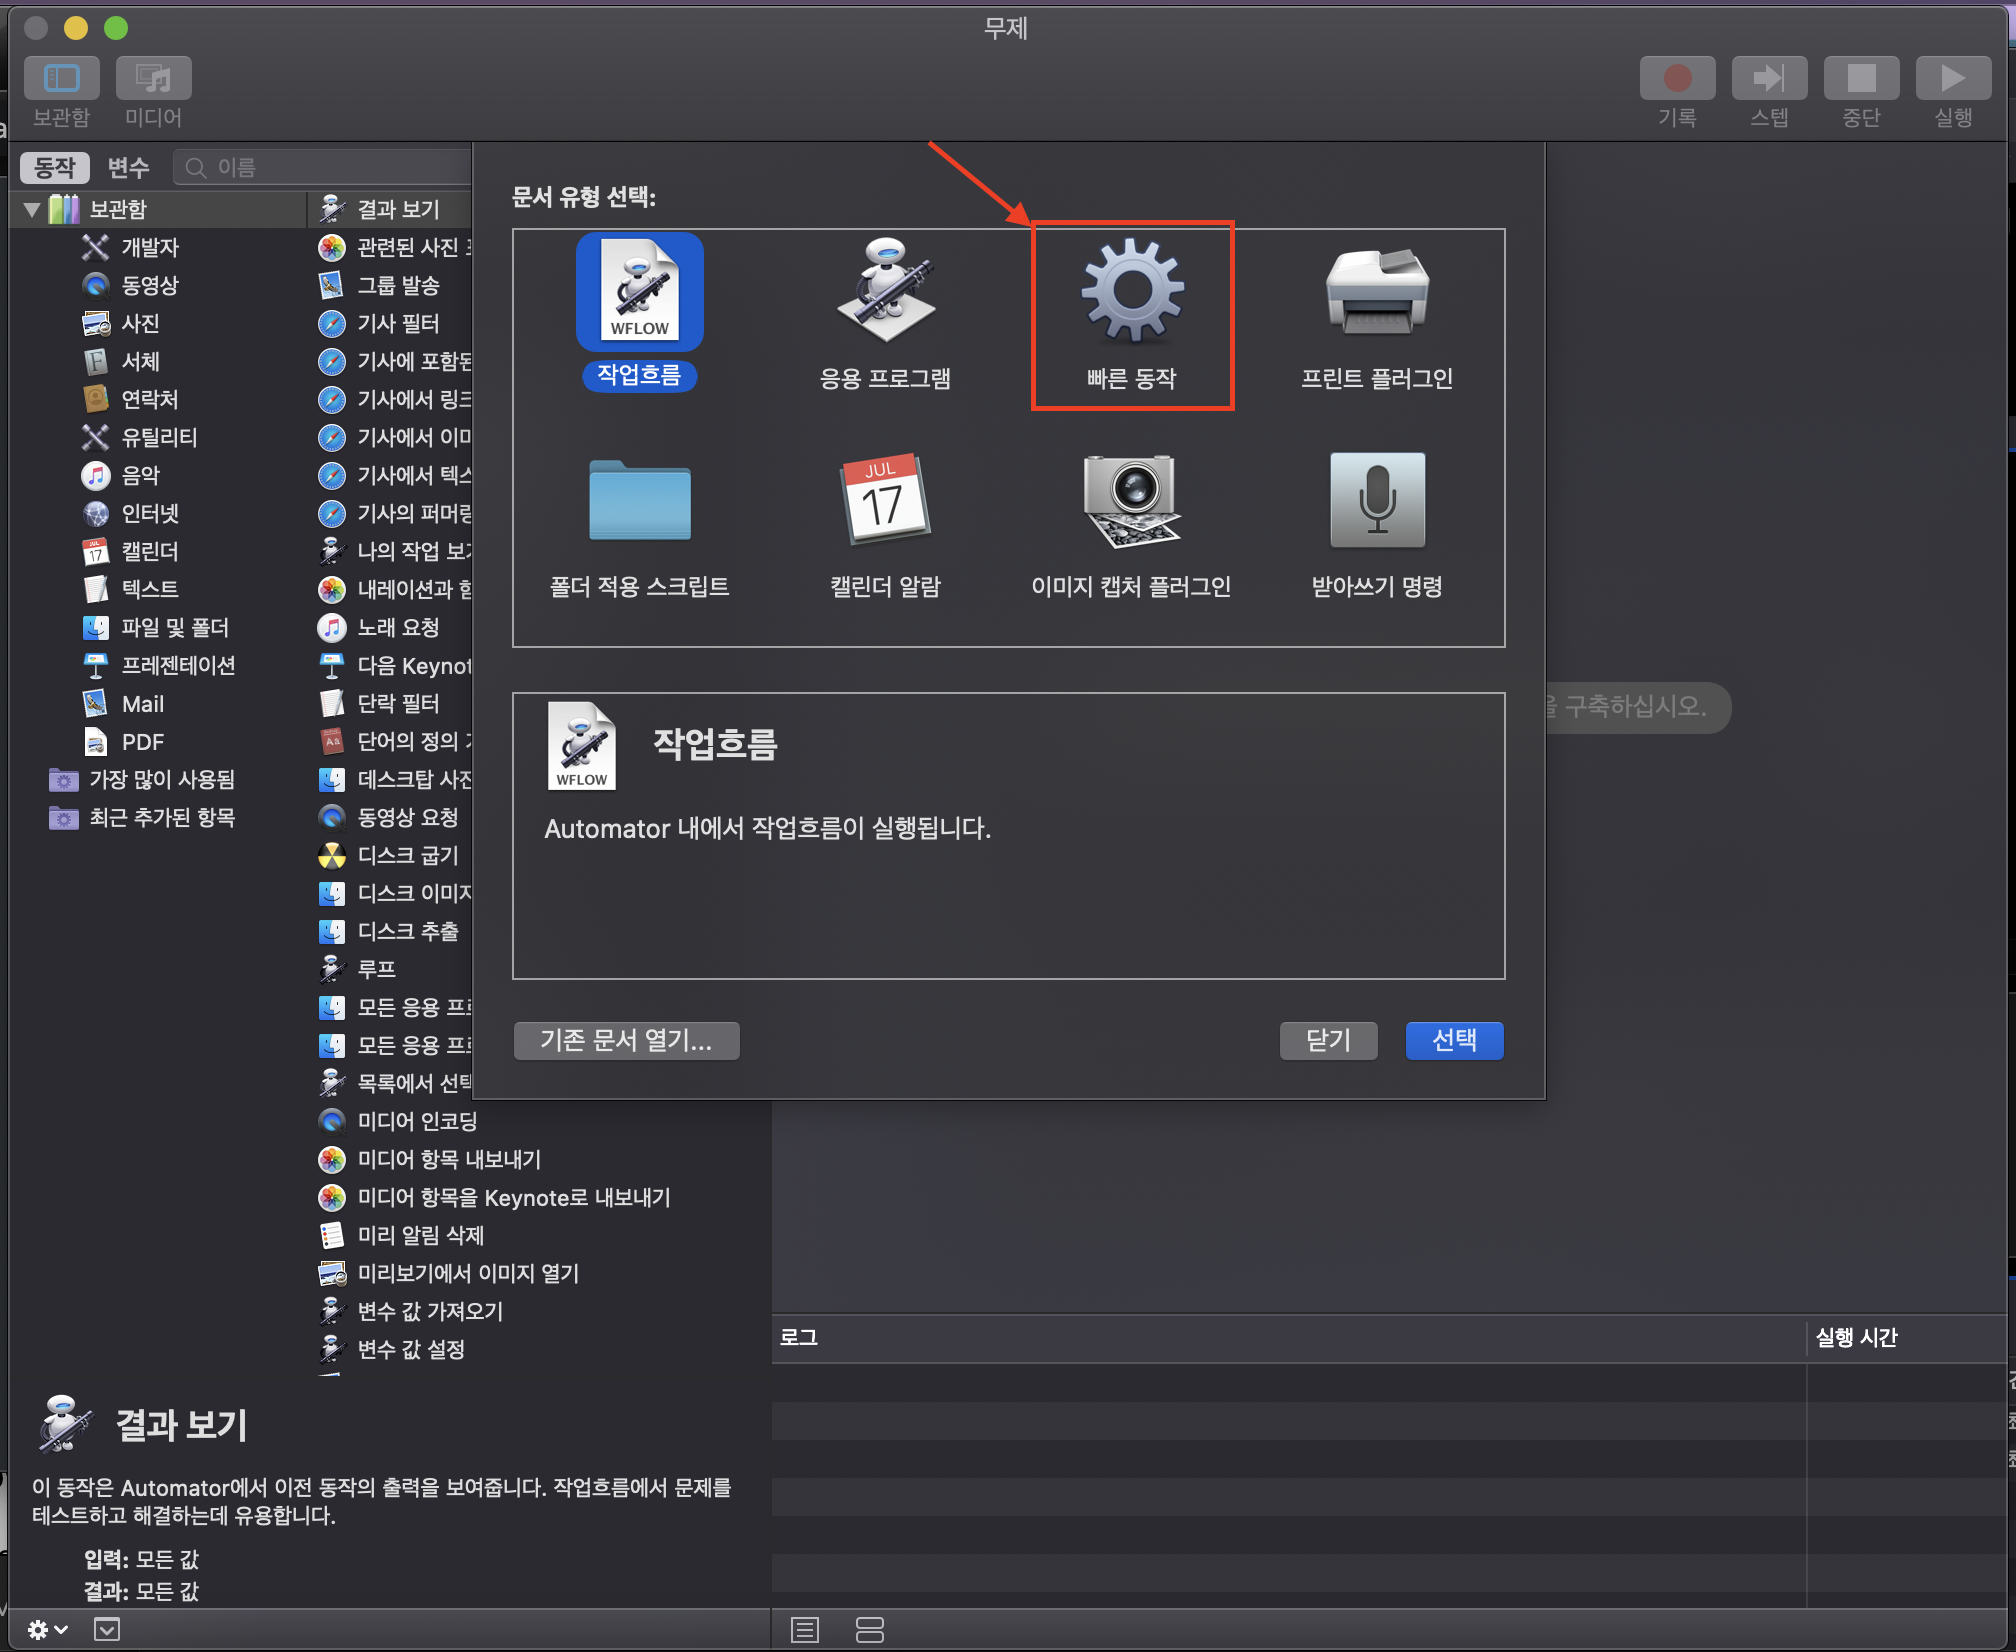 무제
보관함
미디어
기록
스텝
중단
실행
동작
변수
이름
보관함
개발자
동영상
사진
서체
연락처
유틸리티
음악
인터넷
캘린더
텍스트
파일 및 폴더
프레젠테이션
Mail
PDF
가장 많이 사용됨
최근 추가된 항목
결과 보기
관련된 사진
그룹 발송
기사 필터
기사에 포함된
기사에서 링크
기사에서
기사에서
기사의 퍼머링
나의 작업 보기
내레이션과
노래 요청
다음 Keynot
단락 필터
단어의 정의
데스크탑 사진
동영상 요청
디스크 굽기
디스크 이미지
디스크 추출
루프
모든 응용
모든 응용
목록에서 선택
미디어 인코딩
미디어 항목 내보내기
미디어 항목을 Keynote로 내보내기
미리 알림 삭제
미리보기에서 이미지 열기
변수 값 가져오기
변수 값 설정
문서 유형 선택:
WFLOW
작업흐름
응용 프로그램
빠른 동작
프린트 플러그인
폴더 적용 스크립트
JUL
17
캘린더 알람
이미지 캡처 플러그인
받아쓰기 명령
WFLOW
작업흐름
Automator 내에서 작업흐름이 실행됩니다.
기존 문서 열기...
닫기
선택
을 구축하십시오.
로그
실행 시간
결과 보기
이 동작은 Automator에서 이전 동작의 출력을 보여줍니다. 작업흐름에서 문제를
테스트하고 해결하는데 유용합니다.
입력: 모든 값
결과: 모든 값